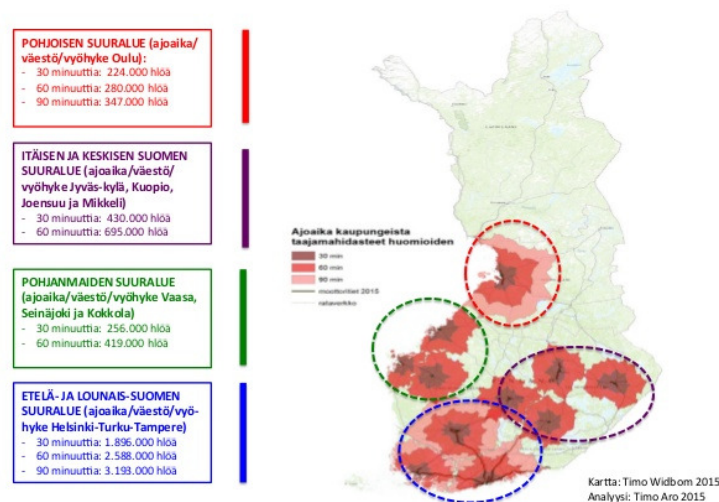 POHJOISEN SUURALUE (ajoaika/
väestö/vyöhyke Oulu):
- 30 minuuttia: 224.000 hlöä
- 60 minuuttia: 280.000 hlöä
- 90 minuuttia: 347.000 hlöä
ITÄISEN JA KESKISEN SUOMEN
SUURALUE (ajoaika/väestö/
vyöhyke Jyväs-kylä, Kuopio,
Joensuu ja Mikkeli)
- 30 minuuttia: 430.000 hlöä
- 60 minuuttia: 695.000 hlöä
POHJANMAIDEN SUURALUE
(ajoaika/väestö/vyöhyke Vaasa,
Seinäjoki ja Kokkola)
- 30 minuuttia: 256.000 hlöä
- 60 minuuttia: 419.000 hlöä
ETELÄ- JA LOUNAIS-SUOMEN
SUURALUE (ajoaika/väestö/vyö-
hyke Helsinki-Turku-Tampere)
- 30 minuuttia: 1.896.000 hlöä
- 60 minuuttia: 2.588.000 hlöä
- 90 minuuttia: 3.193.000 hlöä
Ajoaika kaupungeista
taajamahidasteet huomioiden
30 min
60 min
90 min
moottoritiet 2015
rataverkko
Kartta: Timo Widbom 2015
Analyysi: Timo Aro 2015